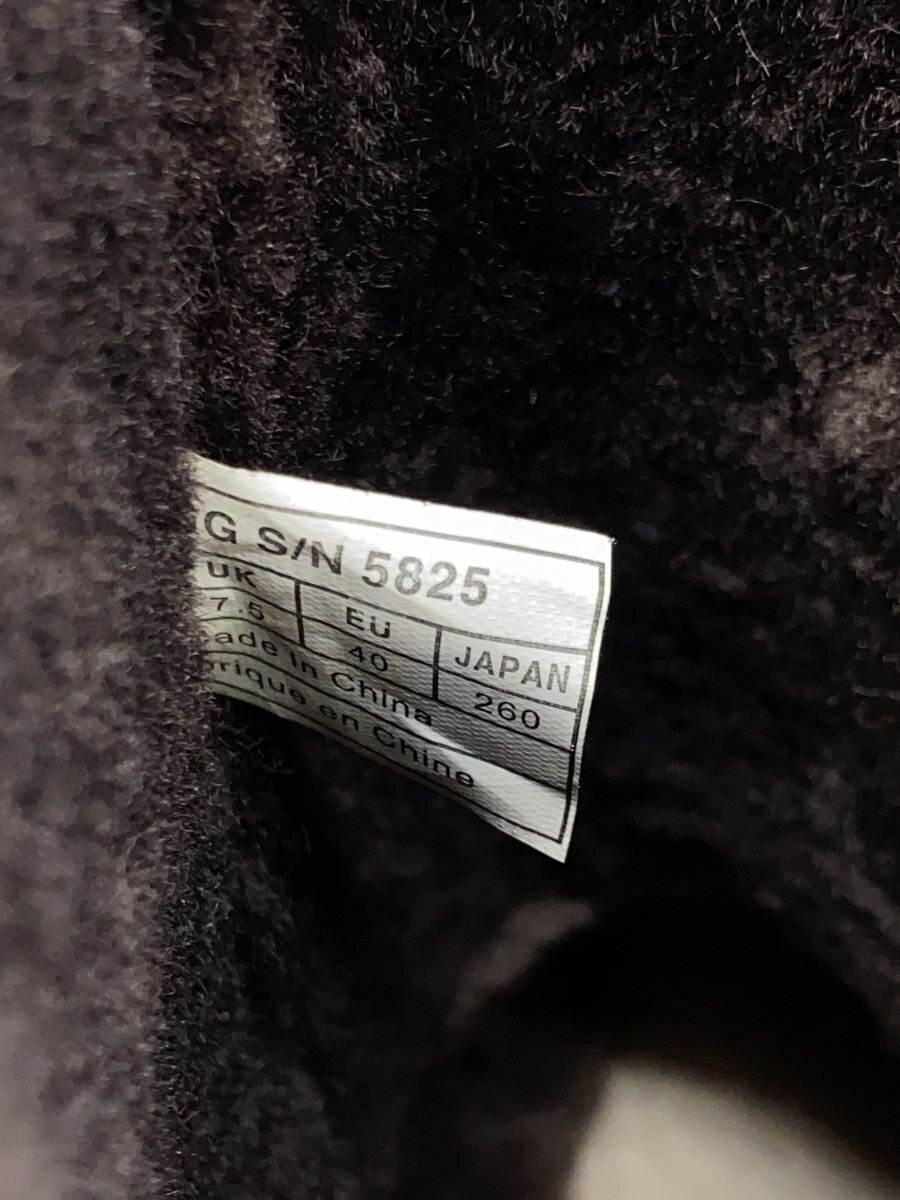 G S/N 5825
UK EU JAPAN
7.5 40 260
ade in China
rique en Chine